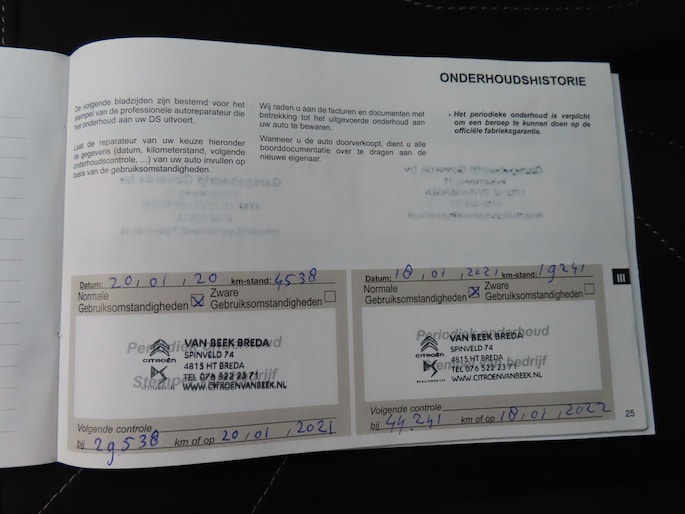 ONDERHOUDSHISTORIE
De volgende bladzijden zijn bestemd voor het
stempel van de professionele autoreparateur die
het onderhoud aan uw DS uitvoert.
Laat de reparateur van uw keuze hieronder
de gegevens (datum, kilometerstand, volgende
onderhoudscontrole, ...) van uw auto invullen op
basis van de gebruiksomstandigheden.
Wij raden u aan de facturen en documenten met
betrekking tot het uitgevoerde onderhoud aan
uw auto te bewaren.
Wanneer u de auto doorverkoopt, dient u alle
boorddocumentatie over te dragen aan de
nieuwe eigenaar.
Het periodieke onderhoud is verplicht
om een beroep te kunnen doen op de
officiële fabrieksgarantie.
Datum: 20, 01, 20 km-stand: 4538
Normale Gebruiksomstandigheden Zware Gebruiksomstandigheden
Periodiek onderhoud
CITROËN
VAN BEEK BREDA
SPINVELD 74
4815 HT BREDA
TEL 076 522 23 71
WWW.CITROENVANBEEK.NL
Volgende controle
bij 29.538 km of op 20, 01, 2021
Datum: 18, 01, 2021 km-stand: 19241
Normale Gebruiksomstandigheden Zware Gebruiksomstandigheden
Periodiek onderhoud
CITROËN
VAN BEEK BREDA
SPINVELD 74
4815 HT BREDA
TEL 076 522 23 71
WWW.CITROENVANBEEK.NL
Volgende controle
bij 44.241 km of op 18, 01, 2022
III
25